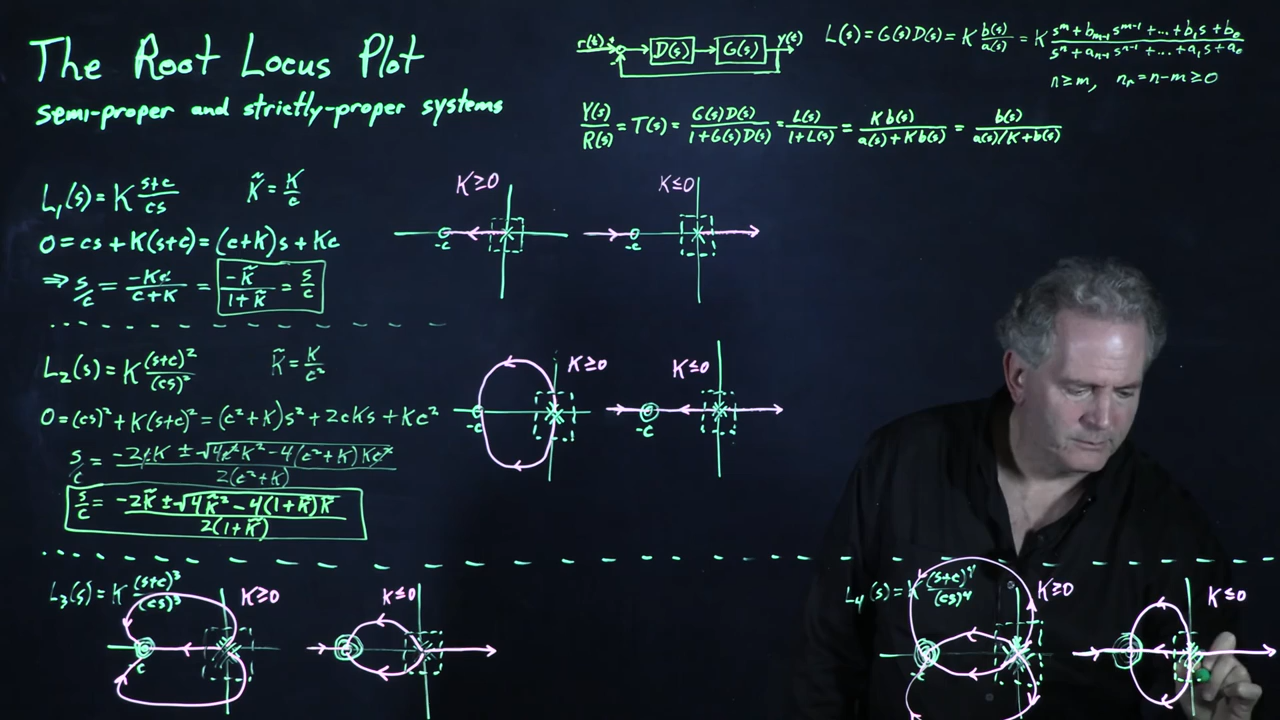 The Root Locus Plot
semi-proper and strictly-proper systems
r(t) + - D(s) G(s) y(t)
L(s) = G(s) D(s) = K b(s)/a(s) = K (s^m + b_{m-1} s^{m-1} + ... + b_1 s + b_0)/(s^n + a_{n-1} s^{n-1} + ... + a_1 s + a_0)
n ≥ m, n_r = n - m ≥ 0
Y(s)/R(s) = T(s) = G(s)D(s)/(1 + G(s)D(s)) = L(s)/(1 + L(s)) = K b(s)/(a(s) + K b(s)) = b(s)/(a(s)/K + b(s))
L_1(s) = K (s+c)/(cs) K̃ = K/c
0 = cs + K(s+c) = (c+K)s + Kc
⇒ s/c = -Kc/(c+K) = -K̃/(1+K̃) = s/c
K≥0
-c
K≤0
-c
L_2(s) = K (s+c)^2/(cs)^2 K̃ = K/c^2
0 = (cs)^2 + K(s+c)^2 = (c^2+K)s^2 + 2cKs + Kc^2
s/c = (-2cK ± √(4c^2K^2 - 4(c^2+K)Kc^2))/(2(c^2+K))
s/c = (-2K̃ ± √(4K̃^2 - 4(1+K̃)K̃))/(2(1+K̃))
K≥0
-c
K≤0
-c
L_3(s) = K (s+c)^3/(cs)^3
K≥0
c
K≤0
L_4(s) = K (s+c)^4/(cs)^4
K≥0
K≤0